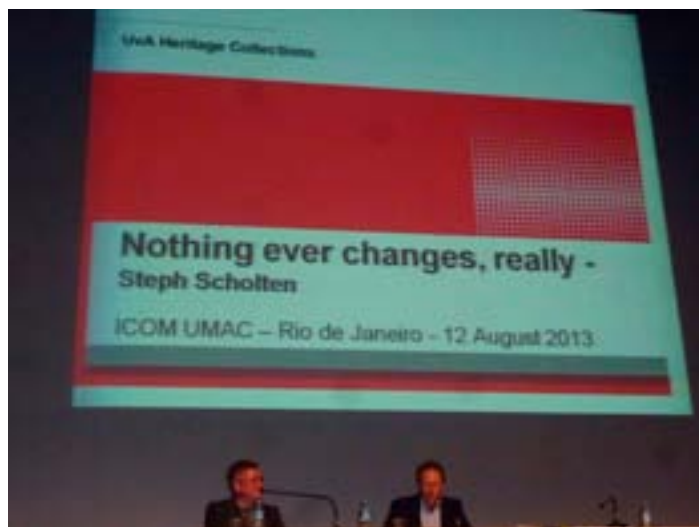 UvA Heritage Collections
Nothing ever changes, really -
Steph Scholten
ICOM UMAC – Rio de Janeiro - 12 August 2013